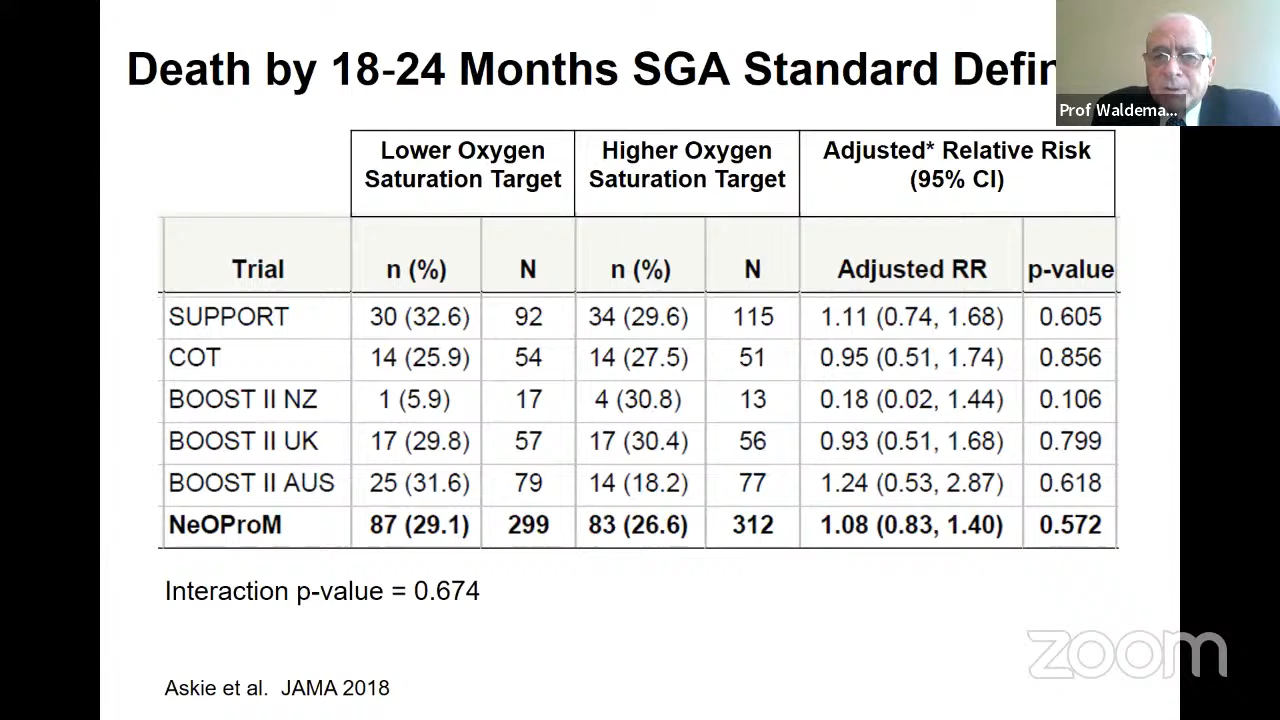 Death by 18-24 Months SGA Standard Defin
Prof Waldema...
Lower Oxygen Saturation Target Higher Oxygen Saturation Target Adjusted* Relative Risk (95% CI)
Trial n (%) N n (%) N Adjusted RR p-value
SUPPORT 30 (32.6) 92 34 (29.6) 115 1.11 (0.74, 1.68) 0.605
COT 14 (25.9) 54 14 (27.5) 51 0.95 (0.51, 1.74) 0.856
BOOST II NZ 1 (5.9) 17 4 (30.8) 13 0.18 (0.02, 1.44) 0.106
BOOST II UK 17 (29.8) 57 17 (30.4) 56 0.93 (0.51, 1.68) 0.799
BOOST II AUS 25 (31.6) 79 14 (18.2) 77 1.24 (0.53, 2.87) 0.618
NeOProM 87 (29.1) 299 83 (26.6) 312 1.08 (0.83, 1.40) 0.572
Interaction p-value = 0.674
zoom
Askie et al. JAMA 2018